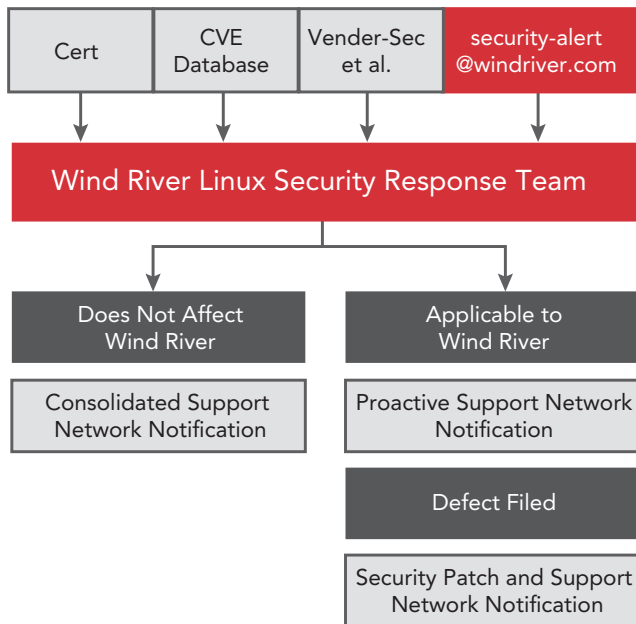 Cert
CVE
Database
Vender-Sec
et al.
security-alert
@windriver.com
Wind River Linux Security Response Team
Does Not Affect
Wind River
Applicable to
Wind River
Consolidated Support
Network Notification
Proactive Support Network
Notification
Defect Filed
Security Patch and Support
Network Notification